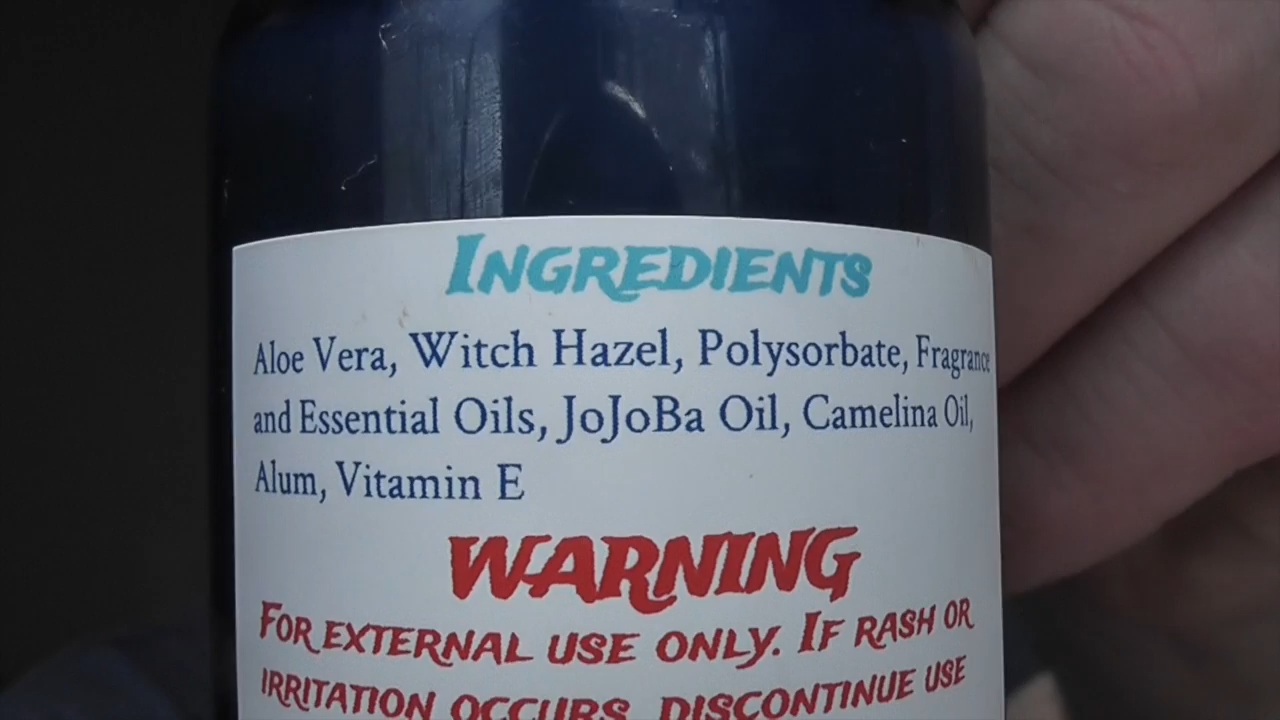 INGREDIENTS
Aloe Vera, Witch Hazel, Polysorbate, Fragrance
and Essential Oils, JoJoBa Oil, Camelina Oil,
Alum, Vitamin E
WARNING
FOR EXTERNAL USE ONLY. IF RASH OR
IRRITATION OCCURS, DISCONTINUE USE